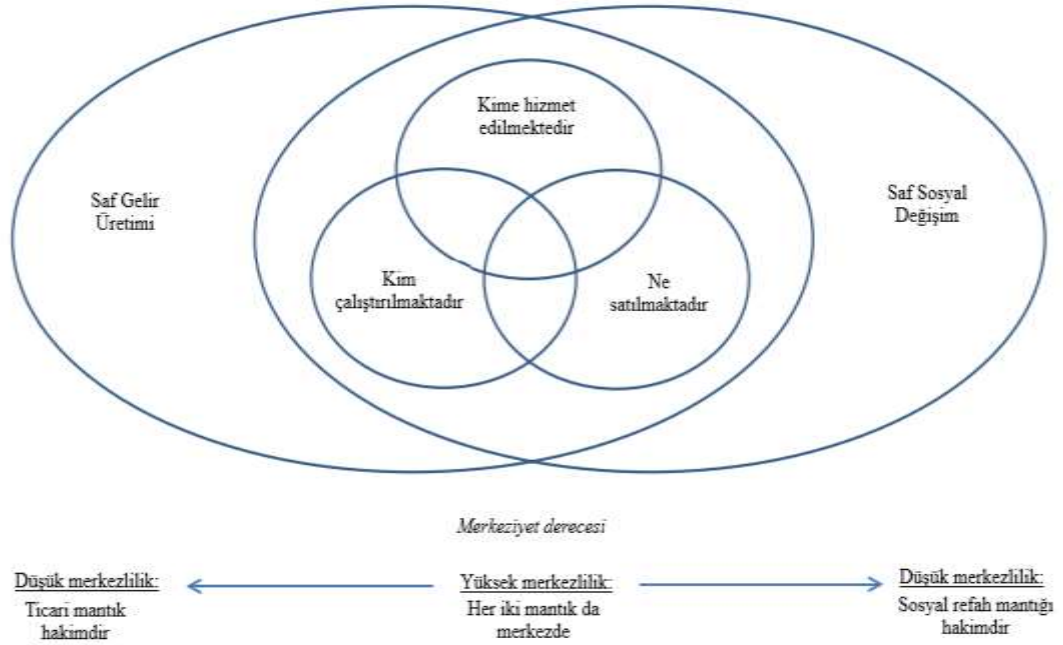 Kime hizmet
edilmektedir
Saf Gelir
Üretimi
Saf Sosyal
Değişim
Kim
çalıştırılmaktadır
Ne
satılmaktadır
Merkeziyet derecesi
Düşük merkezlilik:
Ticari mantık
hakimdir
Yüksek merkezlilik:
Her iki mantık da
merkezde
Düşük merkezlilik:
Sosyal refah mantığı
hakimdir